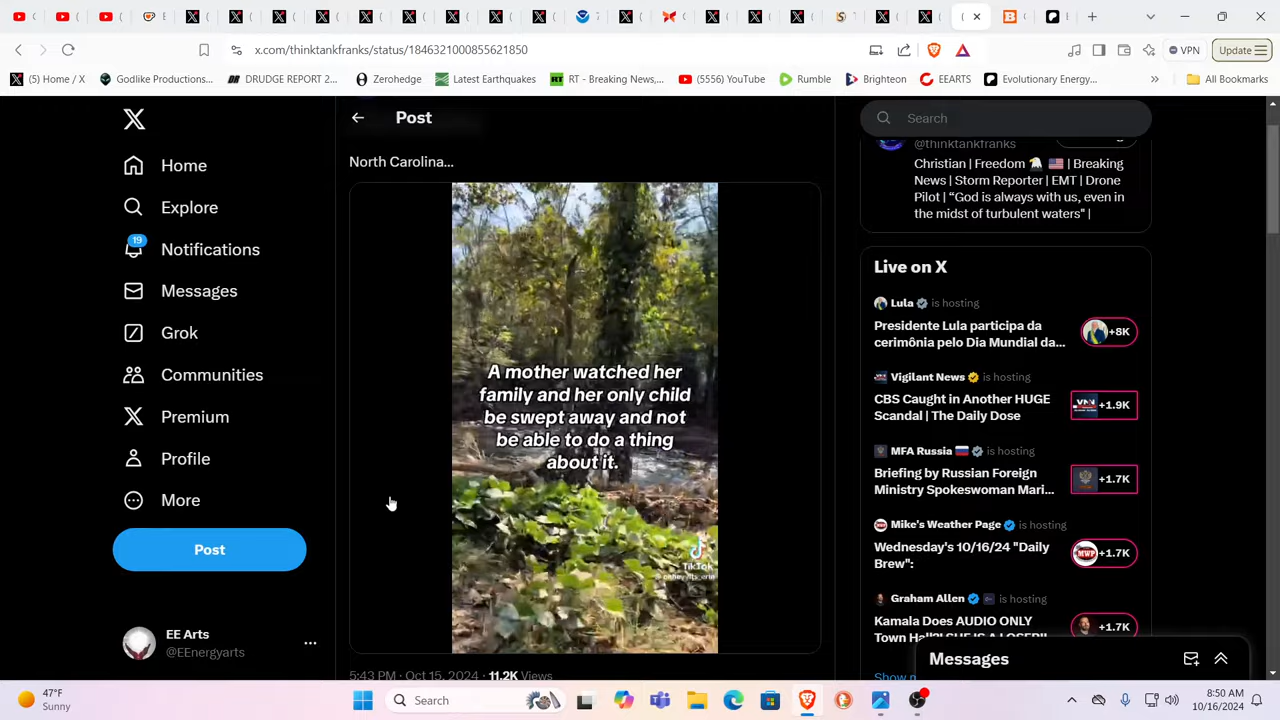 x.com/thinktankfranks/status/1846321000855621850
VPN
Update
(5) Home / X
Godlike Productions...
DRUDGE REPORT 2...
Zerohedge
Latest Earthquakes
RT - Breaking News,...
(5556) YouTube
Rumble
Brighteon
EEARTS
Evolutionary Energy...
All Bookmarks
Home
Explore
19
Notifications
Messages
Grok
Communities
Premium
Profile
More
Post
EE Arts
@EEnergyarts
Post
North Carolina...
A mother watched her
family and her only child
be swept away and not
be able to do a thing
about it.
TikTok
5:43 PM · Oct 15, 2024 · 11.2K Views
Search
@thinktankfranks
Christian | Freedom 🦅 🇺🇸 | Breaking
News | Storm Reporter | EMT | Drone
Pilot | “God is always with us, even in
the midst of turbulent waters" |
Live on X
Lula is hosting
Presidente Lula participa da
cerimônia pelo Dia Mundial da...
+8K
Vigilant News is hosting
CBS Caught in Another HUGE
Scandal | The Daily Dose
+1.9K
MFA Russia 🇷🇺 is hosting
Briefing by Russian Foreign
Ministry Spokeswoman Mari...
+1.7K
Mike's Weather Page is hosting
Wednesday's 10/16/24 "Daily
Brew":
+1.7K
Graham Allen is hosting
Kamala Does AUDIO ONLY
Town Hall? SHE IS A LOSER!!
+1.7K
Messages
47°F
Sunny
Search
8:50 AM
10/16/2024